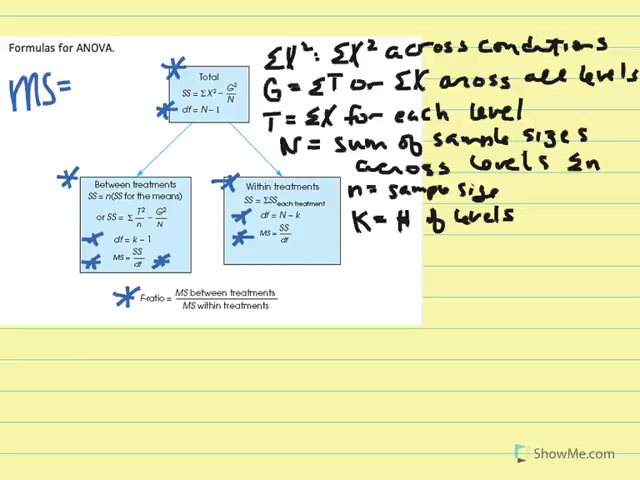 Formulas for ANOVA.
MS=
Total
SS = ΣX² − G²/N
df = N − 1
Between treatments
SS = n(SS for the means)
or SS = Σ T²/n − G²/N
df = k − 1
MS = SS/df
Within treatments
SS = ΣSS each treatment
df = N − k
MS = SS/df
F-ratio = MS between treatments / MS within treatments
ΣX²: ΣX² across conditions
G = ΣT or ΣX across all levels
T = ΣX for each level
N = sum of sample sizes
across levels Σn
n = sample size
K = # of levels
ShowMe.com